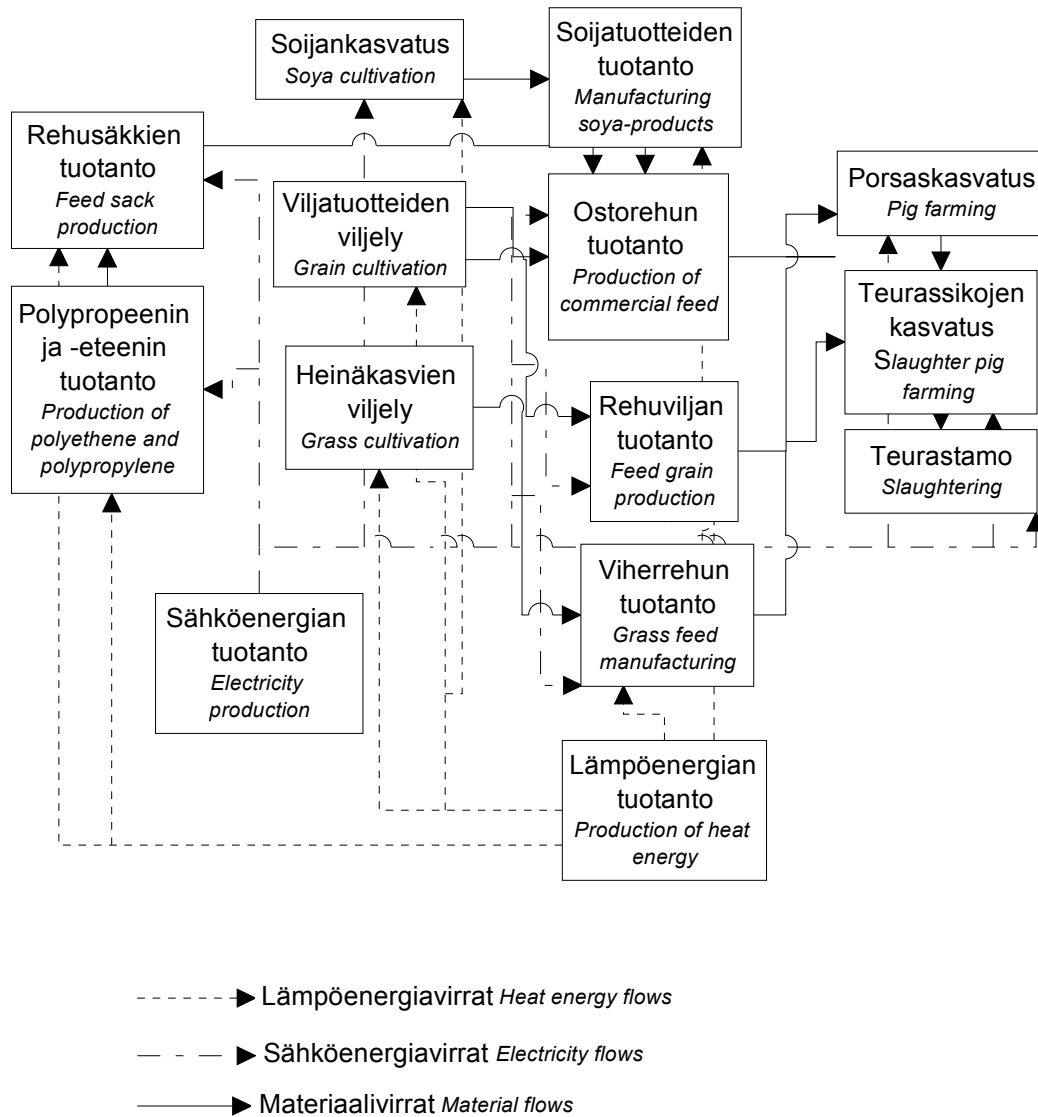 Soijankasvatus
Soya cultivation
Soijatuotteiden
tuotanto
Manufacturing
soya-products
Rehusäkkien
tuotanto
Feed sack
production
Viljatuotteiden
viljely
Grain cultivation
Ostorehun
tuotanto
Production of
commercial feed
Porsaskasvatus
Pig farming
Polypropeenin
ja -eteenin
tuotanto
Production of
polyethene and
polypropylene
Heinäkasvien
viljely
Grass cultivation
Rehuviljan
tuotanto
Feed grain
production
Teurassikojen
kasvatus
Slaughter pig
farming
Teurastamo
Slaughtering
Sähköenergian
tuotanto
Electricity
production
Viherrehun
tuotanto
Grass feed
manufacturing
Lämpöenergian
tuotanto
Production of heat
energy
Lämpöenergiavirrat Heat energy flows
Sähköenergiavirrat Electricity flows
Materiaalivirrat Material flows